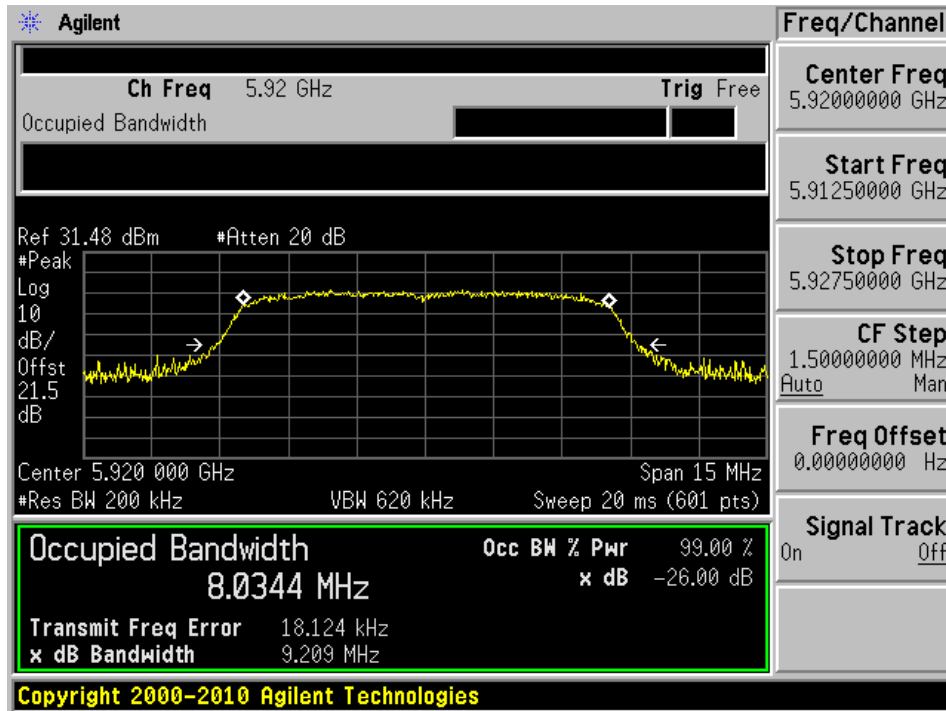 Agilent
Freq/Channel
Ch Freq 5.92 GHz Trig Free
Occupied Bandwidth
Center Freq
5.92000000 GHz
Start Freq
5.91250000 GHz
Stop Freq
5.92750000 GHz
CF Step
1.50000000 MHz
Auto Man
Freq Offset
0.00000000 Hz
Signal Track
On Off
Ref 31.48 dBm #Atten 20 dB
#Peak
Log
10
dB/
Offst
21.5
dB
Center 5.920 000 GHz Span 15 MHz
#Res BW 200 kHz VBW 620 kHz Sweep 20 ms (601 pts)
Occupied Bandwidth Occ BW % Pwr 99.00 %
8.0344 MHz x dB -26.00 dB
Transmit Freq Error 18.124 kHz
x dB Bandwidth 9.209 MHz
Copyright 2000-2010 Agilent Technologies